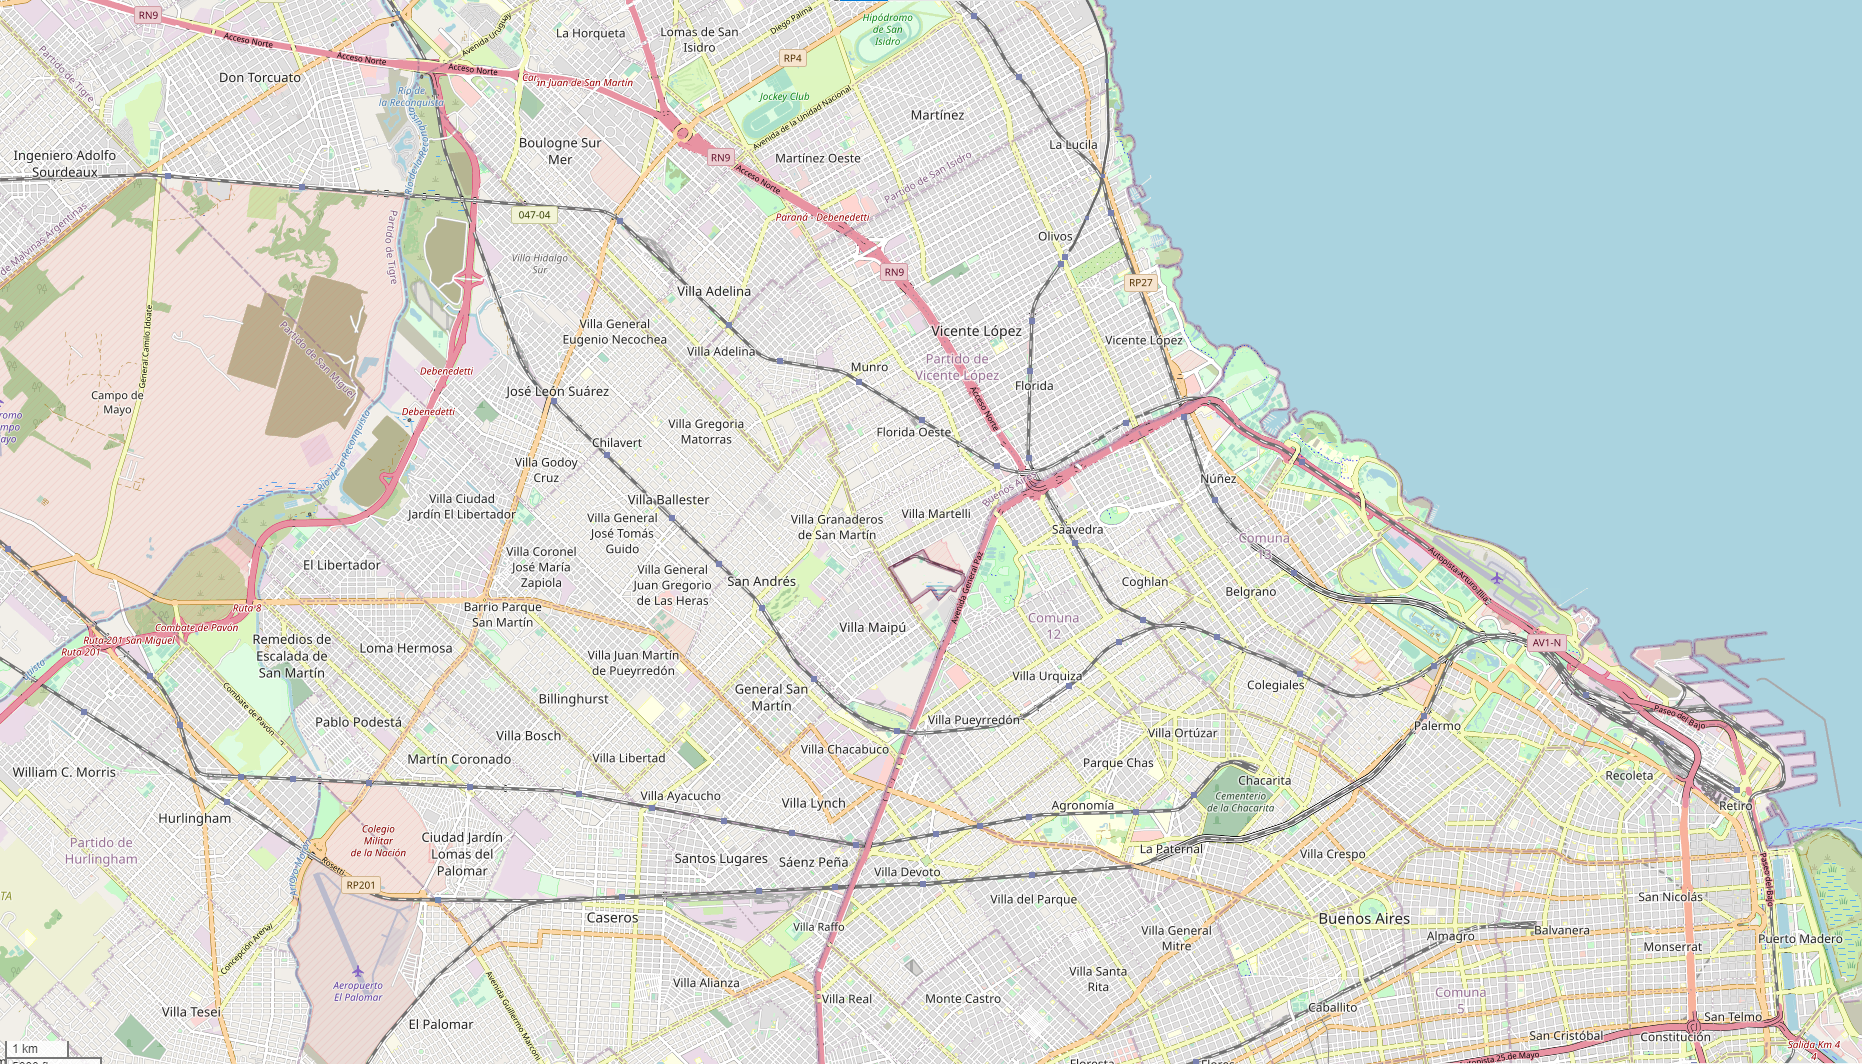 RN9
Acceso Norte
Acceso Norte
Acceso Norte
Don Torcuato
Partido de Tigre
Avenida Uruguay
La Horqueta
Lomas de San
Isidro
Diego Palma
Hipódromo
de San
Isidro
RP4
n Juan de San Martín
Río de
la Reconquista
Jockey Club
Avenida de la Unidad Nacional
Martínez
La Lucila
Boulogne Sur
Mer
RN9
Martínez Oeste
Acceso Norte
Partido de San Isidro
Ingeniero Adolfo
Sourdeaux
047-04
Paraná - Debenedetti
Olivos
Partido de Tigre
de Malvinas Argentinas
Villa Hidalgo
Sur
RN9
RP27
Villa Adelina
Villa General
Eugenio Necochea
Vicente López
Vicente López
Villa Adelina
Partido de
Vicente López
General Camilo Idoate
Partido de San Miguel
Debenedetti
Munro
Florida
José León Suárez
Campo de
Mayo
Debenedetti
Acceso Norte
Villa Gregoria
Matorras
Florida Oeste
Chilavert
Río de la Reconquista
Villa Godoy
Cruz
Núñez
Villa Ciudad
Jardín El Libertador
Villa Ballester
Villa General
José Tomás
Guido
Villa Granaderos
de San Martín
Villa Martelli
Saavedra
Comuna
13
Autopista Arturo Illia
Villa Coronel
José María
Zapiola
El Libertador
Villa General
Juan Gregorio
de Las Heras
San Andrés
Avenida General Paz
Coghlan
Belgrano
Barrio Parque
San Martín
Ruta 8
Combate de Pavón
Ruta 201 San Miguel
Ruta 201
Villa Maipú
Comuna
12
Remedios de
Escalada de
San Martín
Loma Hermosa
Villa Juan Martín
de Pueyrredón
AV1-N
Villa Urquiza
Colegiales
General San
Martín
Billinghurst
Combate de Pavón
Pablo Podestá
Villa Pueyrredón
Palermo
Paseo del Bajo
Villa Bosch
Villa Ortúzar
Villa Chacabuco
Martín Coronado
Villa Libertad
Parque Chas
William C. Morris
Chacarita
Recoleta
Villa Ayacucho
Villa Lynch
Agronomía
Cementerio
de la Chacarita
Retiro
Hurlingham
Colegio
Militar
de la Nación
Ciudad Jardín
Lomas del
Palomar
Partido de
Hurlingham
Santos Lugares
Sáenz Peña
La Paternal
Villa Crespo
Rosetti
RP201
Villa Devoto
Paseo del Bajo
Villa del Parque
San Nicolás
Caseros
Buenos Aires
Villa Raffo
Villa General
Mitre
Almagro
Balvanera
Monserrat
Puerto Madero
Concepción Arenal
Aeropuerto
El Palomar
Villa Santa
Rita
Villa Alianza
Villa Real
Monte Castro
Comuna
5
Avenida Guillermo Marconi
Villa Tesei
El Palomar
Caballito
San Telmo
San Cristóbal
Constitución
Salida Km 4
1 km